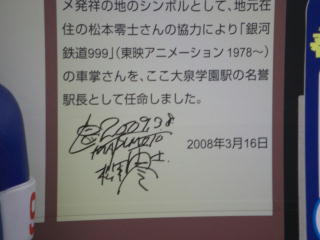 メ発祥の地のシンボルとして、地元在
住の松本零士さんの協力により「銀河
鉄道999」(東映アニメーション1978〜)
の車掌さんを、ここ大泉学園駅の名誉
駅長として任命しました。
2008年3月16日